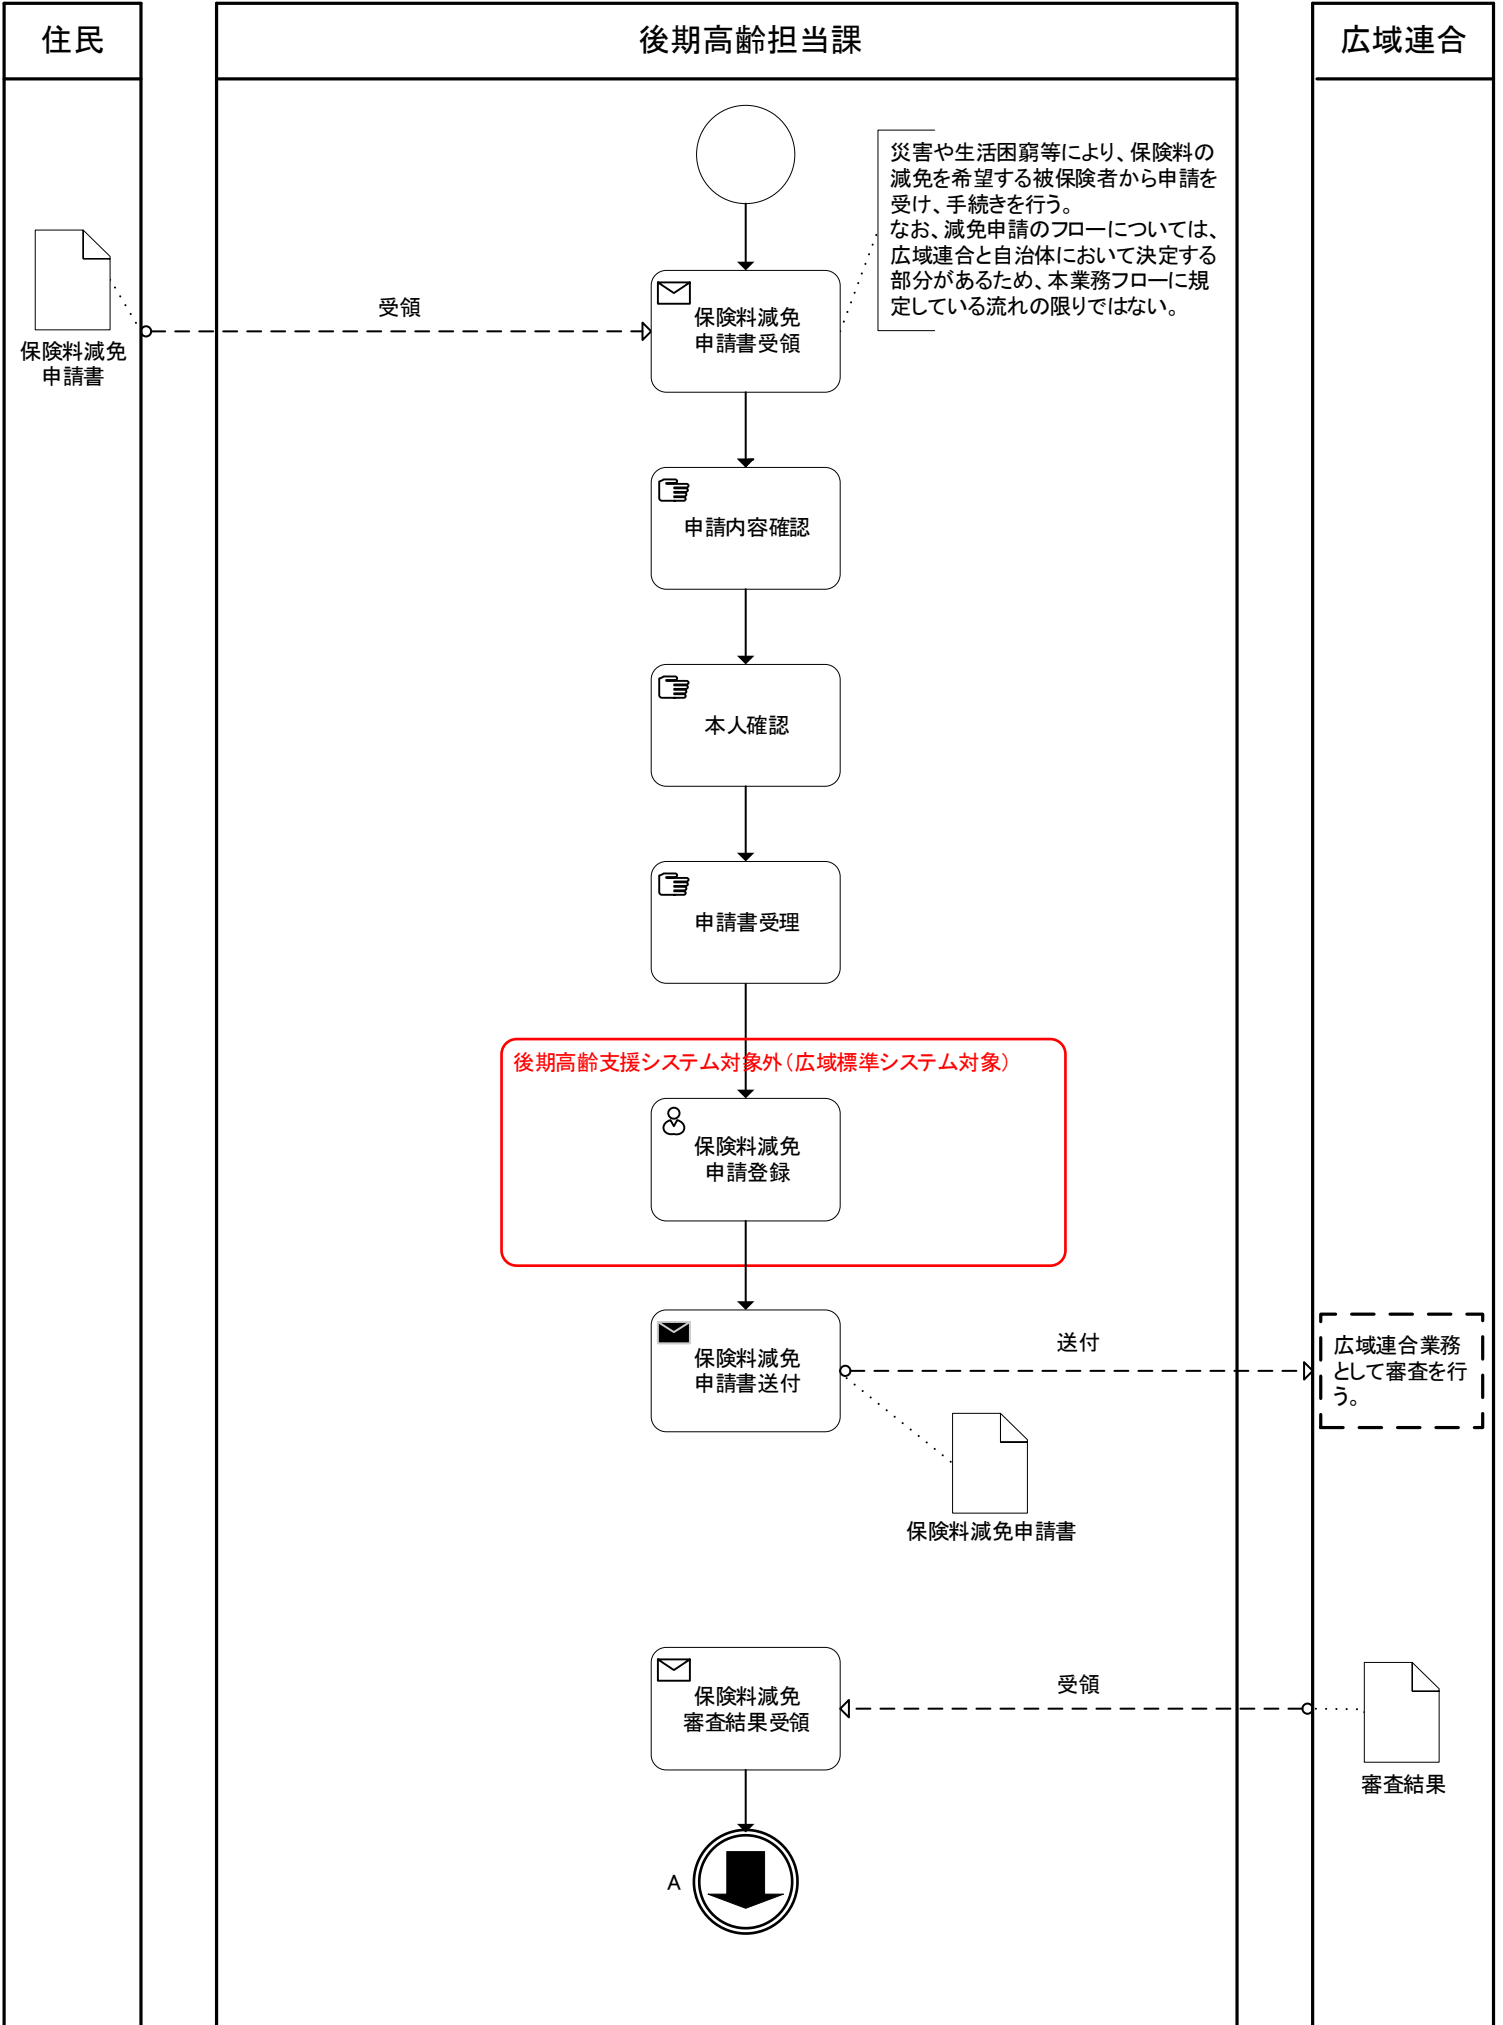 住民
後期高齢担当課
広域連合
災害や生活困窮等により、保険料の
減免を希望する被保険者から申請を
受け、手続きを行う。
なお、減免申請のフローについては、
広域連合と自治体において決定する
部分があるため、本業務フローに規
定している流れの限りではない。
保険料減免
申請書
受領
保険料減免
申請書受領
申請内容確認
本人確認
申請書受理
後期高齢支援システム対象外（広域標準システム対象）
保険料減免
申請登録
保険料減免
申請書送付
送付
広域連合業務
として審査を行
う。
保険料減免申請書
保険料減免
審査結果受領
受領
審査結果
A